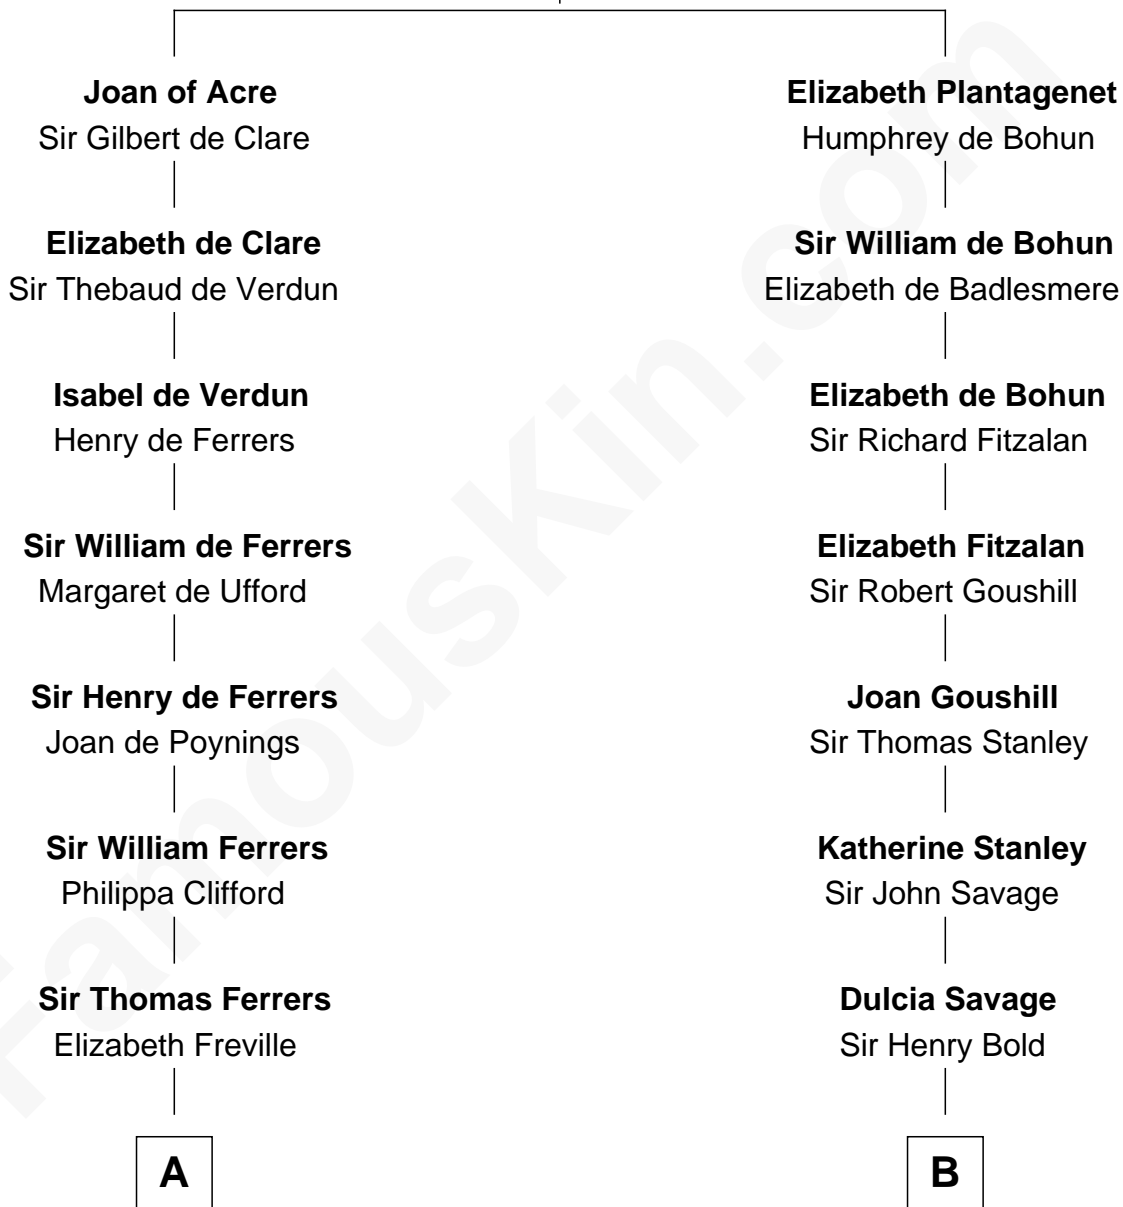 Joan of Acre
Sir Gilbert de Clare
Elizabeth de Clare
Sir Thebaud de Verdun
Isabel de Verdun
Henry de Ferrers
Sir William de Ferrers
Margaret de Ufford
Sir Henry de Ferrers
Joan de Poynings
Sir William Ferrers
Philippa Clifford
Sir Thomas Ferrers
Elizabeth Freville
A
Elizabeth Plantagenet
Humphrey de Bohun
Sir William de Bohun
Elizabeth de Badlesmere
Elizabeth de Bohun
Sir Richard Fitzalan
Elizabeth Fitzalan
Sir Robert Goushill
Joan Goushill
Sir Thomas Stanley
Katherine Stanley
Sir John Savage
Dulcia Savage
Sir Henry Bold
B
FamousKin.com